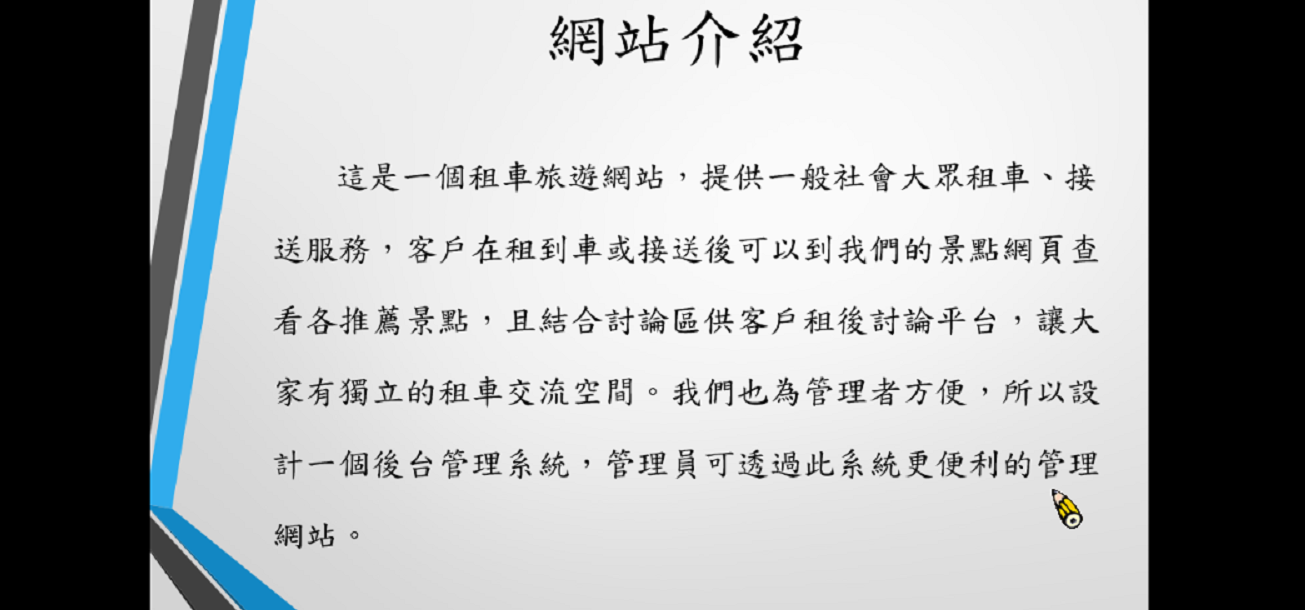 網站介紹
這是一個租車旅遊網站，提供一般社會大眾租車、接
送服務，客戶在租到車或接送後可以到我們的景點網頁查
看各推薦景點，且結合討論區供客戶租後討論平台，讓大
家有獨立的租車交流空間。我們也為管理者方便，所以設
計一個後台管理系統，管理員可透過此系統更便利的管理
網站。